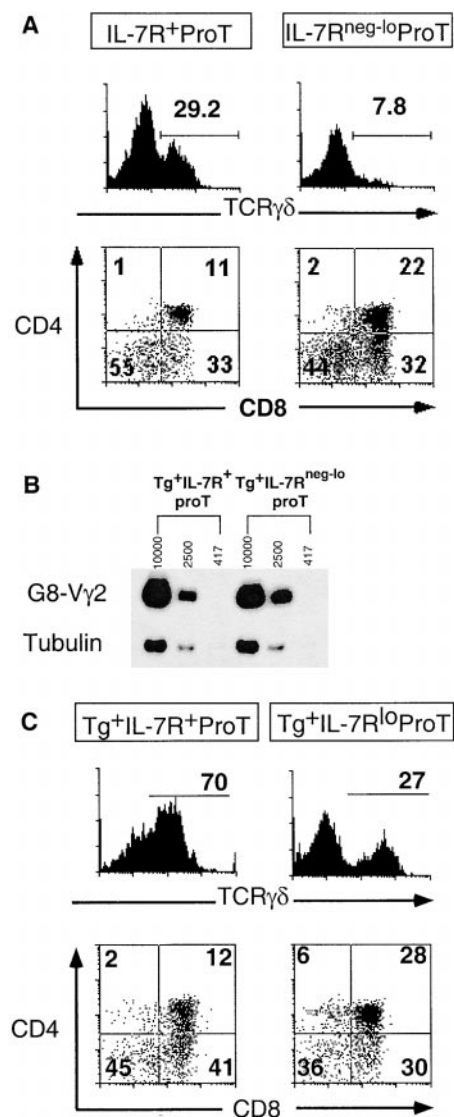 A
IL-7R+ProT IL-7Rneg-loProT
29.2 7.8
TCRγδ
1 11 2 22
CD4
55 33 44 32
CD8
B
Tg+IL-7R+ Tg+IL-7Rneg-lo
proT proT
10000 2500 417 10000 2500 417
G8-Vγ2
Tubulin
C
Tg+IL-7R+ProT Tg+IL-7RloProT
70 27
TCRγδ
2 12 6 28
CD4
45 41 36 30
CD8